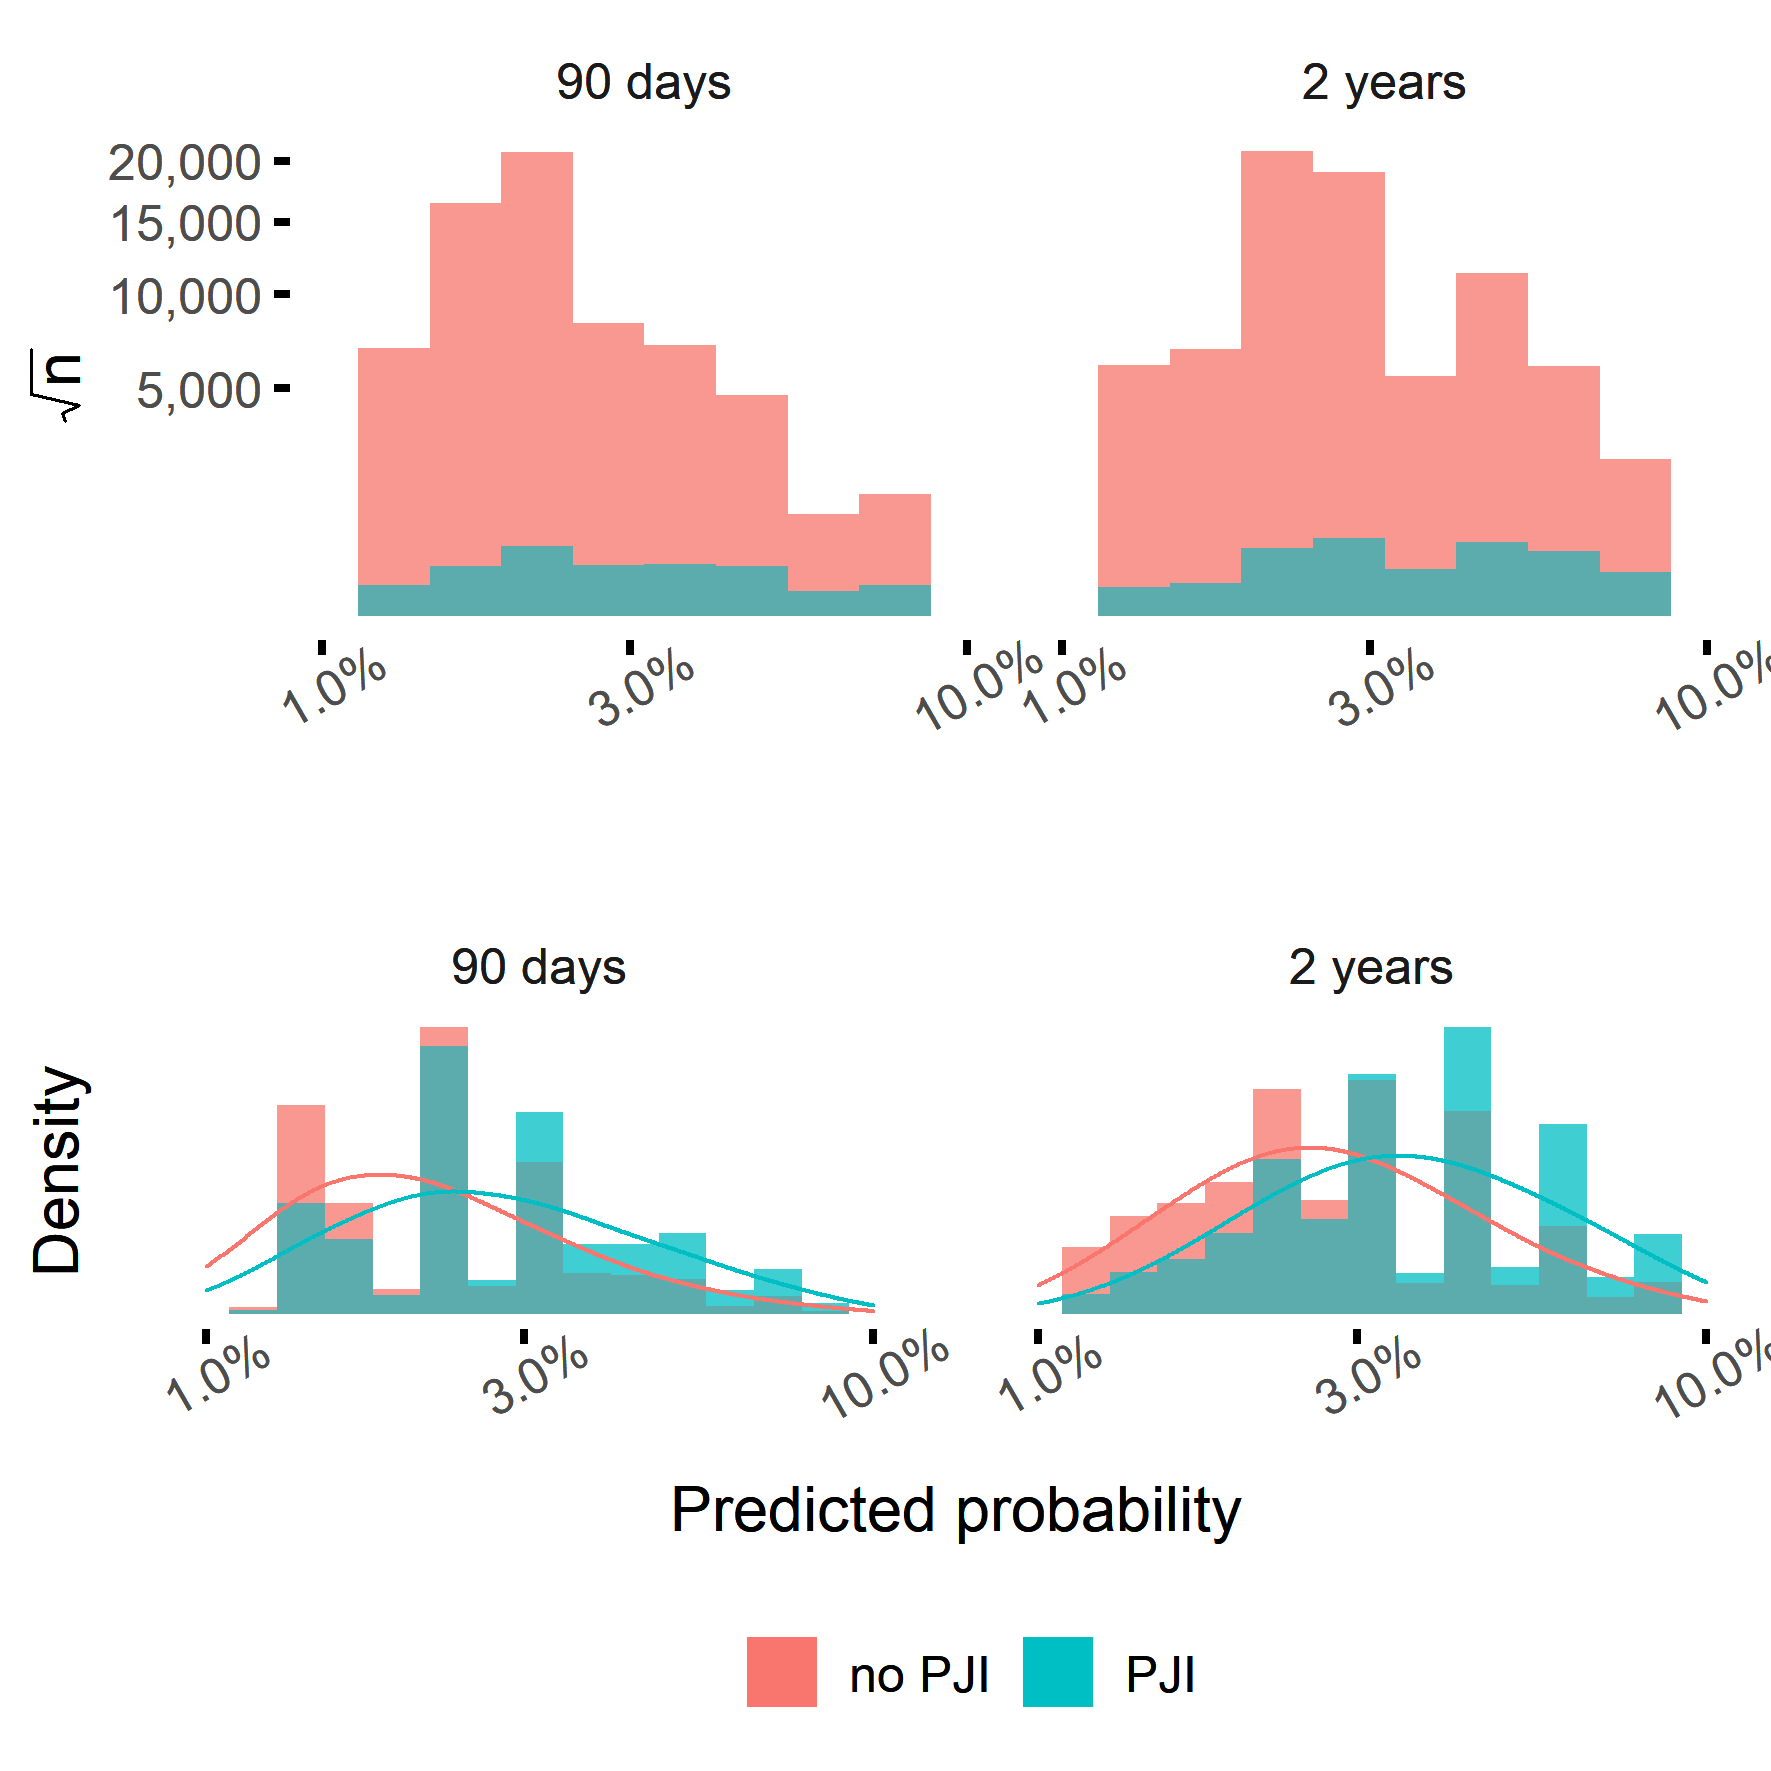 90 days 2 years
20,000
15,000
10,000
5,000
√n
1.0% 3.0% 10.0% 1.0% 3.0% 10.0%
90 days 2 years
Density
1.0% 3.0% 10.0% 1.0% 3.0% 10.0%
Predicted probability
no PJI PJI